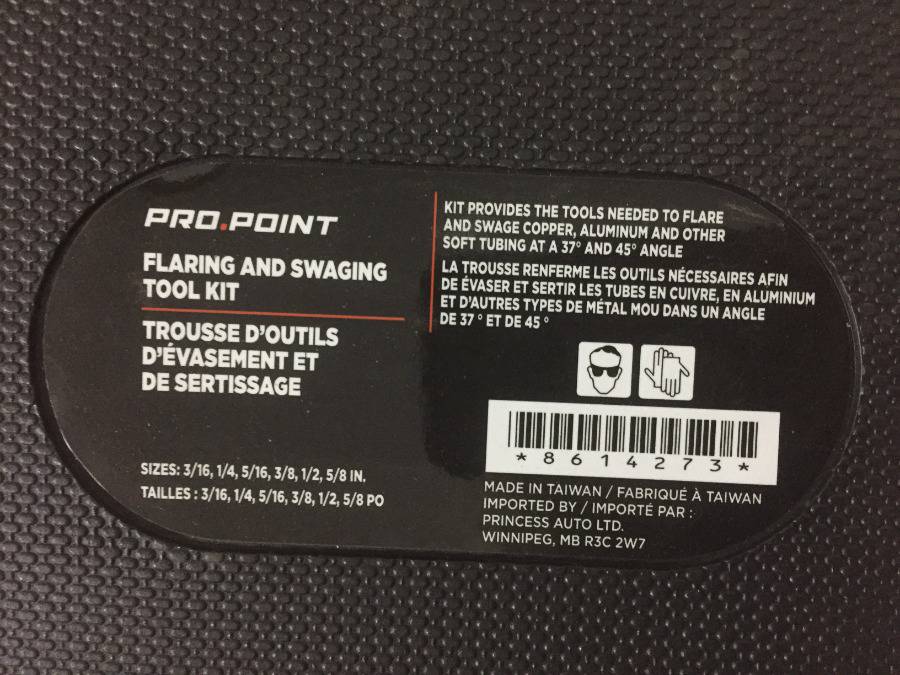 PRO.POINT
FLARING AND SWAGING
TOOL KIT
TROUSSE D'OUTILS
D'ÉVASEMENT ET
DE SERTISSAGE
SIZES: 3/16, 1/4, 5/16, 3/8, 1/2, 5/8 IN.
TAILLES : 3/16, 1/4, 5/16, 3/8, 1/2, 5/8 PO
KIT PROVIDES THE TOOLS NEEDED TO FLARE
AND SWAGE COPPER, ALUMINUM AND OTHER
SOFT TUBING AT A 37° AND 45° ANGLE
LA TROUSSE RENFERME LES OUTILS NÉCESSAIRES AFIN
DE ÉVASER ET SERTIR LES TUBES EN CUIVRE, EN ALUMINIUM
ET D'AUTRES TYPES DE MÉTAL MOU DANS UN ANGLE
DE 37 ° ET DE 45 °
*8614273*
MADE IN TAIWAN / FABRIQUÉ À TAIWAN
IMPORTED BY / IMPORTÉ PAR :
PRINCESS AUTO LTD.
WINNIPEG, MB R3C 2W7